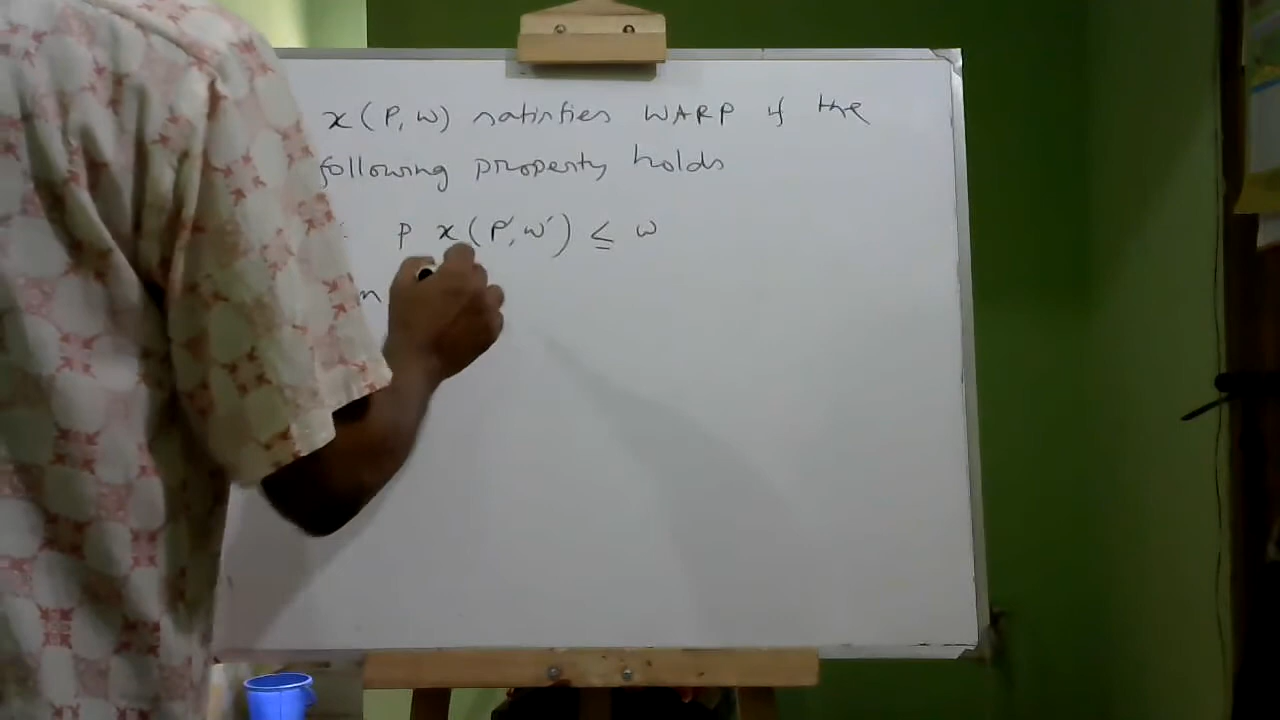 x(P, w) satisfies WARP if the
following property holds
P x(P', w') ≤ w
n